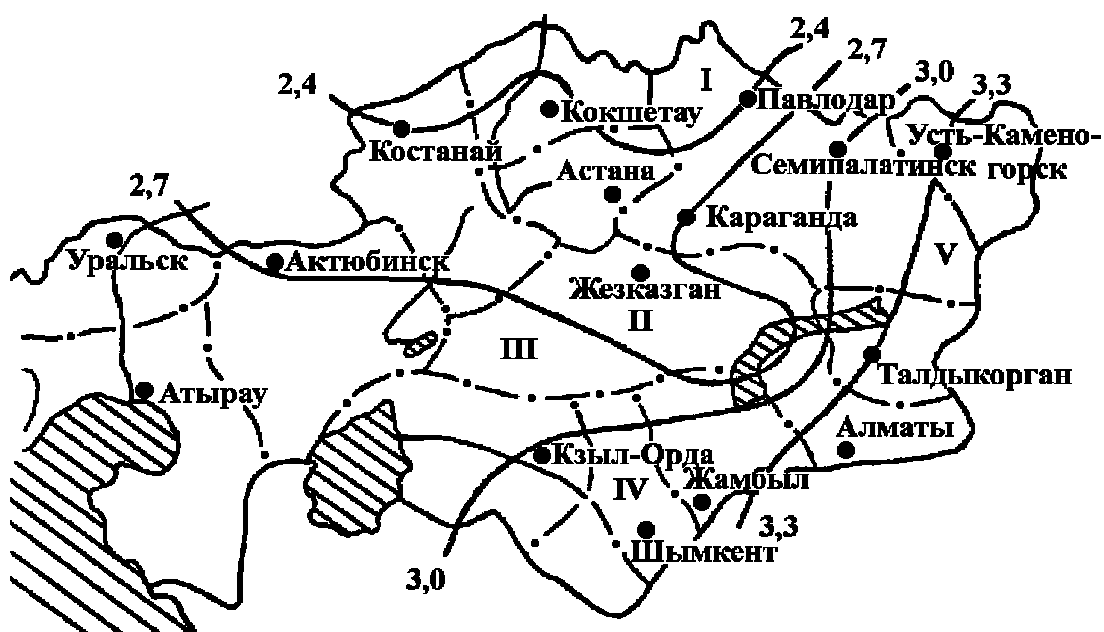 2,4
2,7
3,0
3,3
2,4
I
Кокшетау
Павлодар
Костанай
Усть-Камено-
горск
Семипалатинск
Астана
2,7
Караганда
Уральск
Актюбинск
V
Жезказган
II
III
Талдыкорган
Атырау
Алматы
Кзыл-Орда
IV
Жамбыл
3,3
Шымкент
3,0